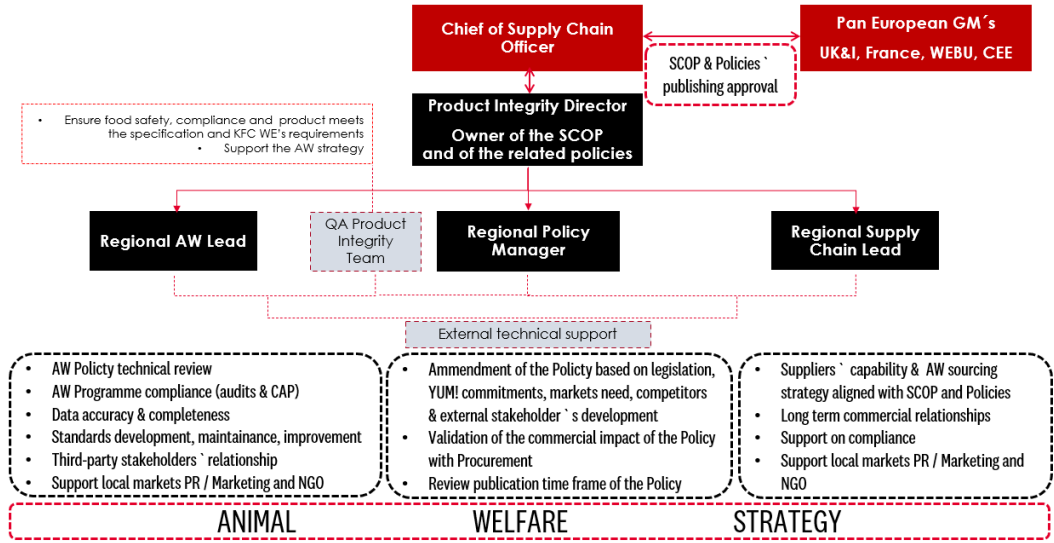 Chief of Supply Chain
Officer
Pan European GM´s
UK&I, France, WEBU, CEE
SCOP & Policies `
publishing approval
Product Integrity Director
Owner of the SCOP
and of the related policies
• Ensure food safety, compliance and product meets
the specification and KFC WE's requirements
• Support the AW strategy
Regional AW Lead
QA Product
Integrity
Team
Regional Policy
Manager
Regional Supply
Chain Lead
External technical support
• AW Policty technical review
• AW Programme compliance (audits & CAP)
• Data accuracy & completeness
• Standards development, maintainance, improvement
• Third-party stakeholders ` relationship
• Support local markets PR / Marketing and NGO
• Ammendment of the Policty based on legislation,
YUM! commitments, markets need, competitors
& external stakeholder ` s development
• Validation of the commercial impact of the Policy
with Procurement
• Review publication time frame of the Policy
• Suppliers ` capability & AW sourcing
strategy aligned with SCOP and Policies
• Long term commercial relationships
• Support on compliance
• Support local markets PR / Marketing and
NGO
ANIMAL WELFARE STRATEGY